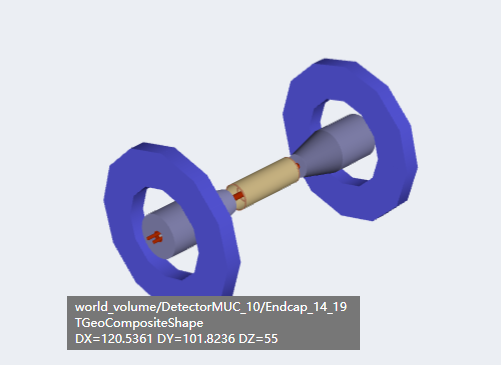 world_volume/DetectorMUC_10/Endcap_14_19
TGeoCompositeShape
DX=120.5361 DY=101.8236 DZ=55